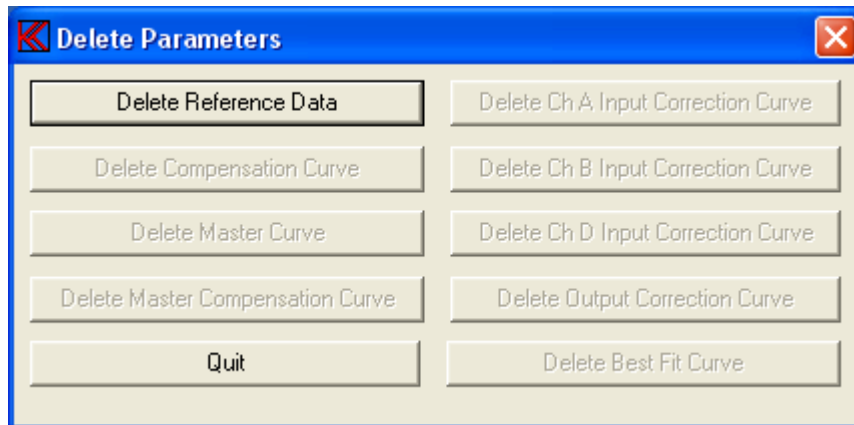 Delete Parameters
Delete Reference Data
Delete Ch A Input Correction Curve
Delete Compensation Curve
Delete Ch B Input Correction Curve
Delete Master Curve
Delete Ch D Input Correction Curve
Delete Master Compensation Curve
Delete Output Correction Curve
Quit
Delete Best Fit Curve